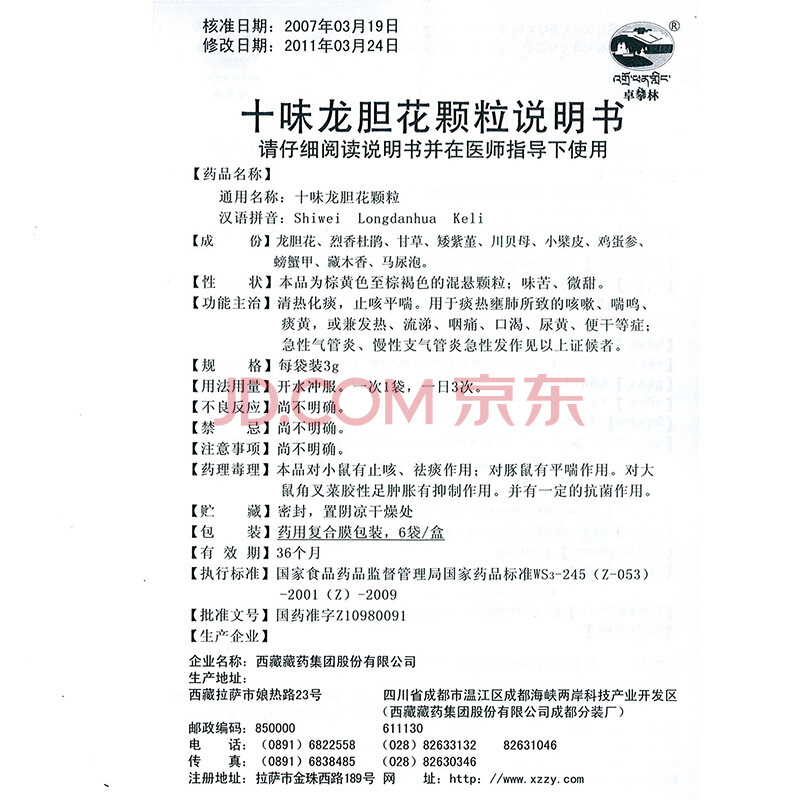 核准日期：2007年03月19日
修改日期：2011年03月24日
®
འགྲོ་ཕན་གླིང་
卓攀林
十味龙胆花颗粒说明书
请仔细阅读说明书并在医师指导下使用
【药品名称】
通用名称：十味龙胆花颗粒
汉语拼音：Shiwei Longdanhua Keli
【成 份】龙胆花、烈香杜鹃、甘草、矮紫堇、川贝母、小檗皮、鸡蛋参、
螃蟹甲、藏木香、马尿泡。
【性 状】本品为棕黄色至棕褐色的混悬颗粒；味苦、微甜。
【功能主治】清热化痰，止咳平喘。用于痰热壅肺所致的咳嗽、喘鸣、
痰黄，或兼发热、流涕、咽痛、口渴、尿黄、便干等症；
急性气管炎、慢性支气管炎急性发作见以上证候者。
【规 格】每袋装3g
【用法用量】开水冲服。一次1袋，一日3次。
JD.COM 京东
【不良反应】尚不明确。
【禁 忌】尚不明确。
【注意事项】尚不明确。
【药理毒理】本品对小鼠有止咳、祛痰作用；对豚鼠有平喘作用。对大
鼠角叉菜胶性足肿胀有抑制作用。并有一定的抗菌作用。
【贮 藏】密封，置阴凉干燥处
【包 装】药用复合膜包装，6袋/盒
【有 效 期】36个月
【执行标准】国家食品药品监督管理局国家药品标准WS3-245（Z-053）
-2001（Z）-2009
【批准文号】国药准字Z10980091
【生产企业】
企业名称：西藏藏药集团股份有限公司
生产地址：
西藏拉萨市娘热路23号 四川省成都市温江区成都海峡两岸科技产业开发区
（西藏藏药集团股份有限公司成都分装厂）
邮政编码：850000 611130
电 话：（0891）6822558 （028）82633132 82631046
传 真：（0891）6838485 （028）82630346
注册地址：拉萨市金珠西路189号 网 址：http：//www.xzzy.com